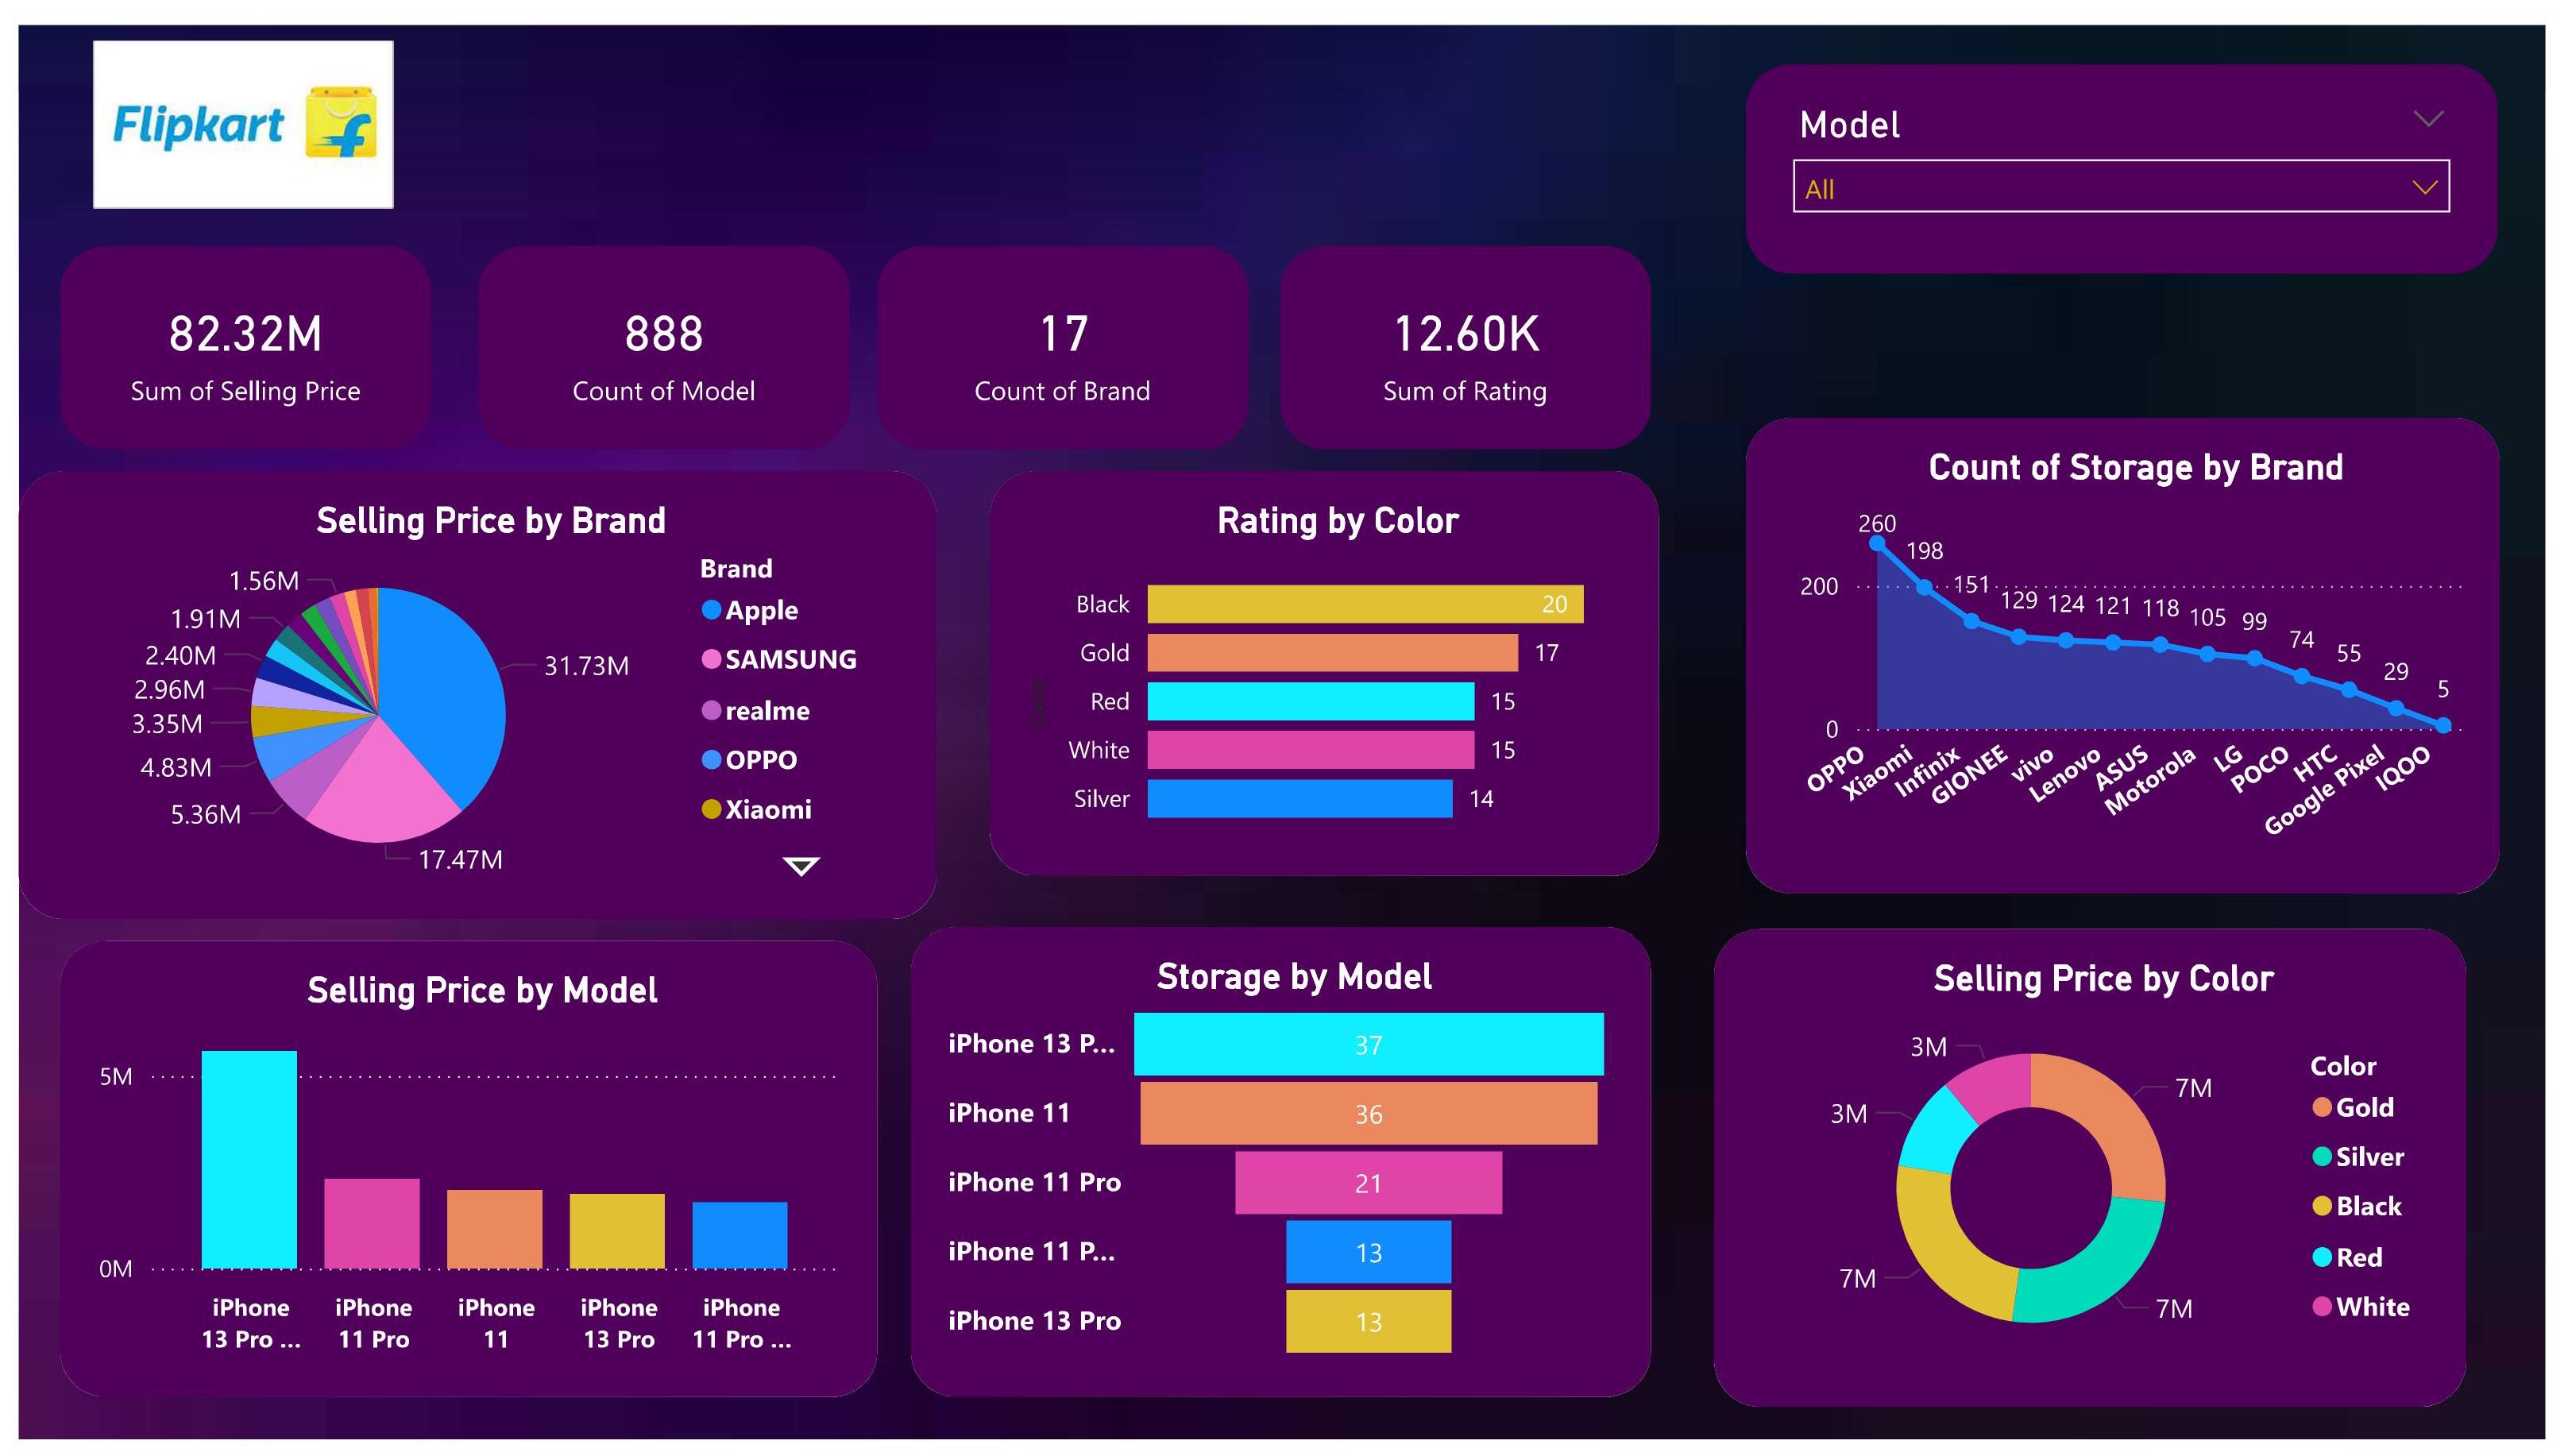 Flipkart
Model
All
82.32M
Sum of Selling Price
888
Count of Model
17
Count of Brand
12.60K
Sum of Rating
Selling Price by Brand
1.56M
1.91M
2.40M
2.96M
3.35M
4.83M
5.36M
17.47M
31.73M
Brand
Apple
SAMSUNG
realme
OPPO
Xiaomi
Rating by Color
Black 20
Gold 17
Red 15
White 15
Silver 14
Count of Storage by Brand
260
198
151
129
124
121
118
105
99
74
55
29
5
200
0
OPPO
Xiaomi
Infinix
GIONEE
vivo
Lenovo
ASUS
Motorola
LG
POCO
HTC
Google Pixel
IQOO
Selling Price by Model
5M
0M
iPhone
13 Pro ...
iPhone
11 Pro
iPhone
11
iPhone
13 Pro
iPhone
11 Pro ...
Storage by Model
iPhone 13 P... 37
iPhone 11 36
iPhone 11 Pro 21
iPhone 11 P... 13
iPhone 13 Pro 13
Selling Price by Color
3M
7M
3M
7M
7M
Color
Gold
Silver
Black
Red
White